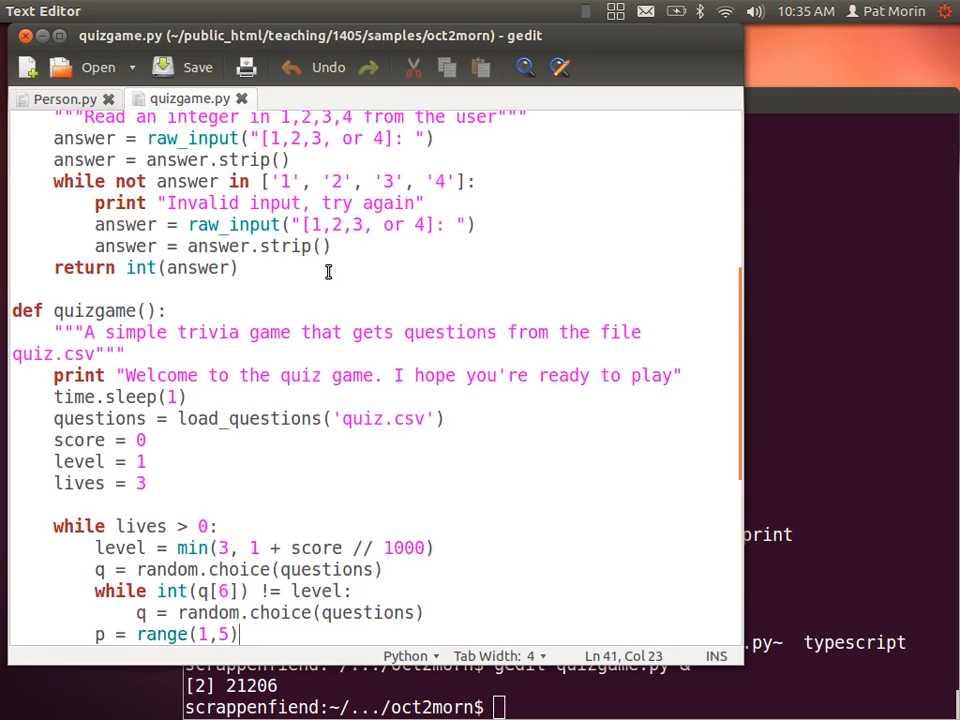 Text Editor
10:35 AM
Pat Morin
quizgame.py (~/public_html/teaching/1405/samples/oct2morn) - gedit
Open
Save
Undo
Person.py
quizgame.py
"""Read an integer in 1,2,3,4 from the user"""
answer = raw_input("[1,2,3, or 4]: ")
answer = answer.strip()
while not answer in ['1', '2', '3', '4']:
print "Invalid input, try again"
answer = raw_input("[1,2,3, or 4]: ")
answer = answer.strip()
return int(answer)
def quizgame():
"""A simple trivia game that gets questions from the file
quiz.csv"""
print "Welcome to the quiz game. I hope you're ready to play"
time.sleep(1)
questions = load_questions('quiz.csv')
score = 0
level = 1
lives = 3
while lives > 0:
level = min(3, 1 + score // 1000)
q = random.choice(questions)
while int(q[6]) != level:
q = random.choice(questions)
p = range(1,5)
Python
Tab Width: 4
Ln 41, Col 23
INS
print
.py~ typescript
scrappenfiend:~/.../oct2morn$ gedit quizgame.py &
[2] 21206
scrappenfiend:~/.../oct2morn$